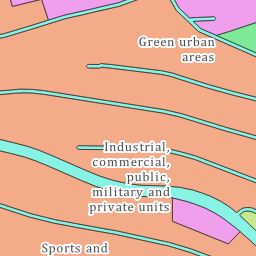 Green urban
areas
Industrial,
commercial,
public,
military and
private units
Sports and